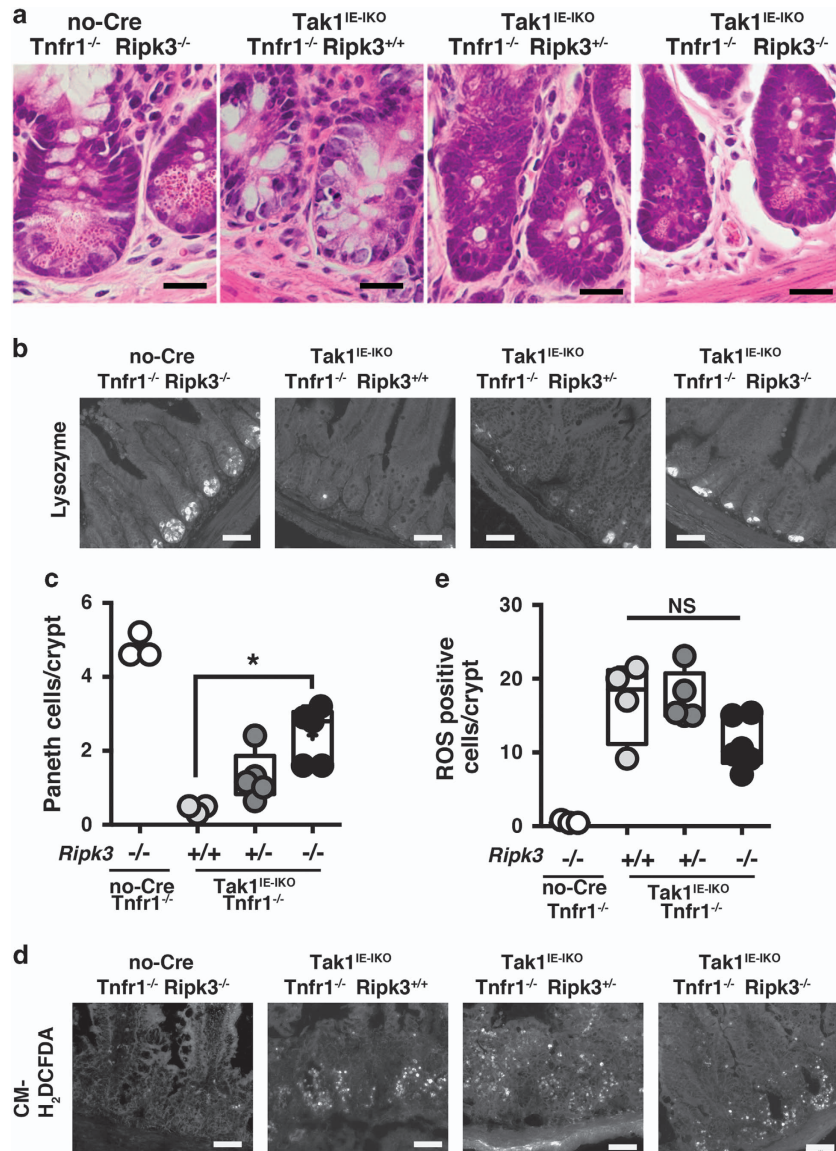 a
no-Cre
Tnfr1-/- Ripk3-/-
Tak1IE-IKO
Tnfr1-/- Ripk3+/+
Tak1IE-IKO
Tnfr1-/- Ripk3+/-
Tak1IE-IKO
Tnfr1-/- Ripk3-/-
b
no-Cre
Tnfr1-/- Ripk3-/-
Tak1IE-IKO
Tnfr1-/- Ripk3+/+
Tak1IE-IKO
Tnfr1-/- Ripk3+/-
Tak1IE-IKO
Tnfr1-/- Ripk3-/-
Lysozyme
c
Paneth cells/crypt
6
4
2
0
*
Ripk3 -/- +/+ +/- -/-
no-Cre
Tnfr1-/-
Tak1IE-IKO
Tnfr1-/-
e
ROS positive
cells/crypt
30
20
10
0
NS
Ripk3 -/- +/+ +/- -/-
no-Cre
Tnfr1-/-
Tak1IE-IKO
Tnfr1-/-
d
no-Cre
Tnfr1-/- Ripk3-/-
Tak1IE-IKO
Tnfr1-/- Ripk3+/+
Tak1IE-IKO
Tnfr1-/- Ripk3+/-
Tak1IE-IKO
Tnfr1-/- Ripk3-/-
CM-
H2DCFDA